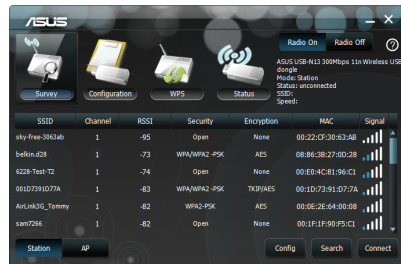 ASUS
Radio On Radio Off
ASUS USB-N13 300Mbps 11n Wireless USB
dongle
Mode: Station
Status: unconnected
SSID:
Speed:
Survey Configuration WPS Status
SSID Channel RSSI Security Encryption MAC Signal
sky-free-3063ab 1 -95 Open None 00:22:CF:30:63:AB
belkin.d28 1 -73 WPA/WPA2 -PSK AES 08:86:3B:27:0D:28
6228-Test-T2 1 -74 Open None 00:E0:4C:81:96:C1
001D7391D77A 1 -83 WPA/WPA2 -PSK TKIP/AES 00:1D:73:91:D7:7A
AirLink3G_Tommy 1 -82 WPA2-PSK AES 00:0E:2E:64:00:08
sam7266 1 -82 Open None 00:1F:1F:90:F5:C1
Station AP Config Search Connect